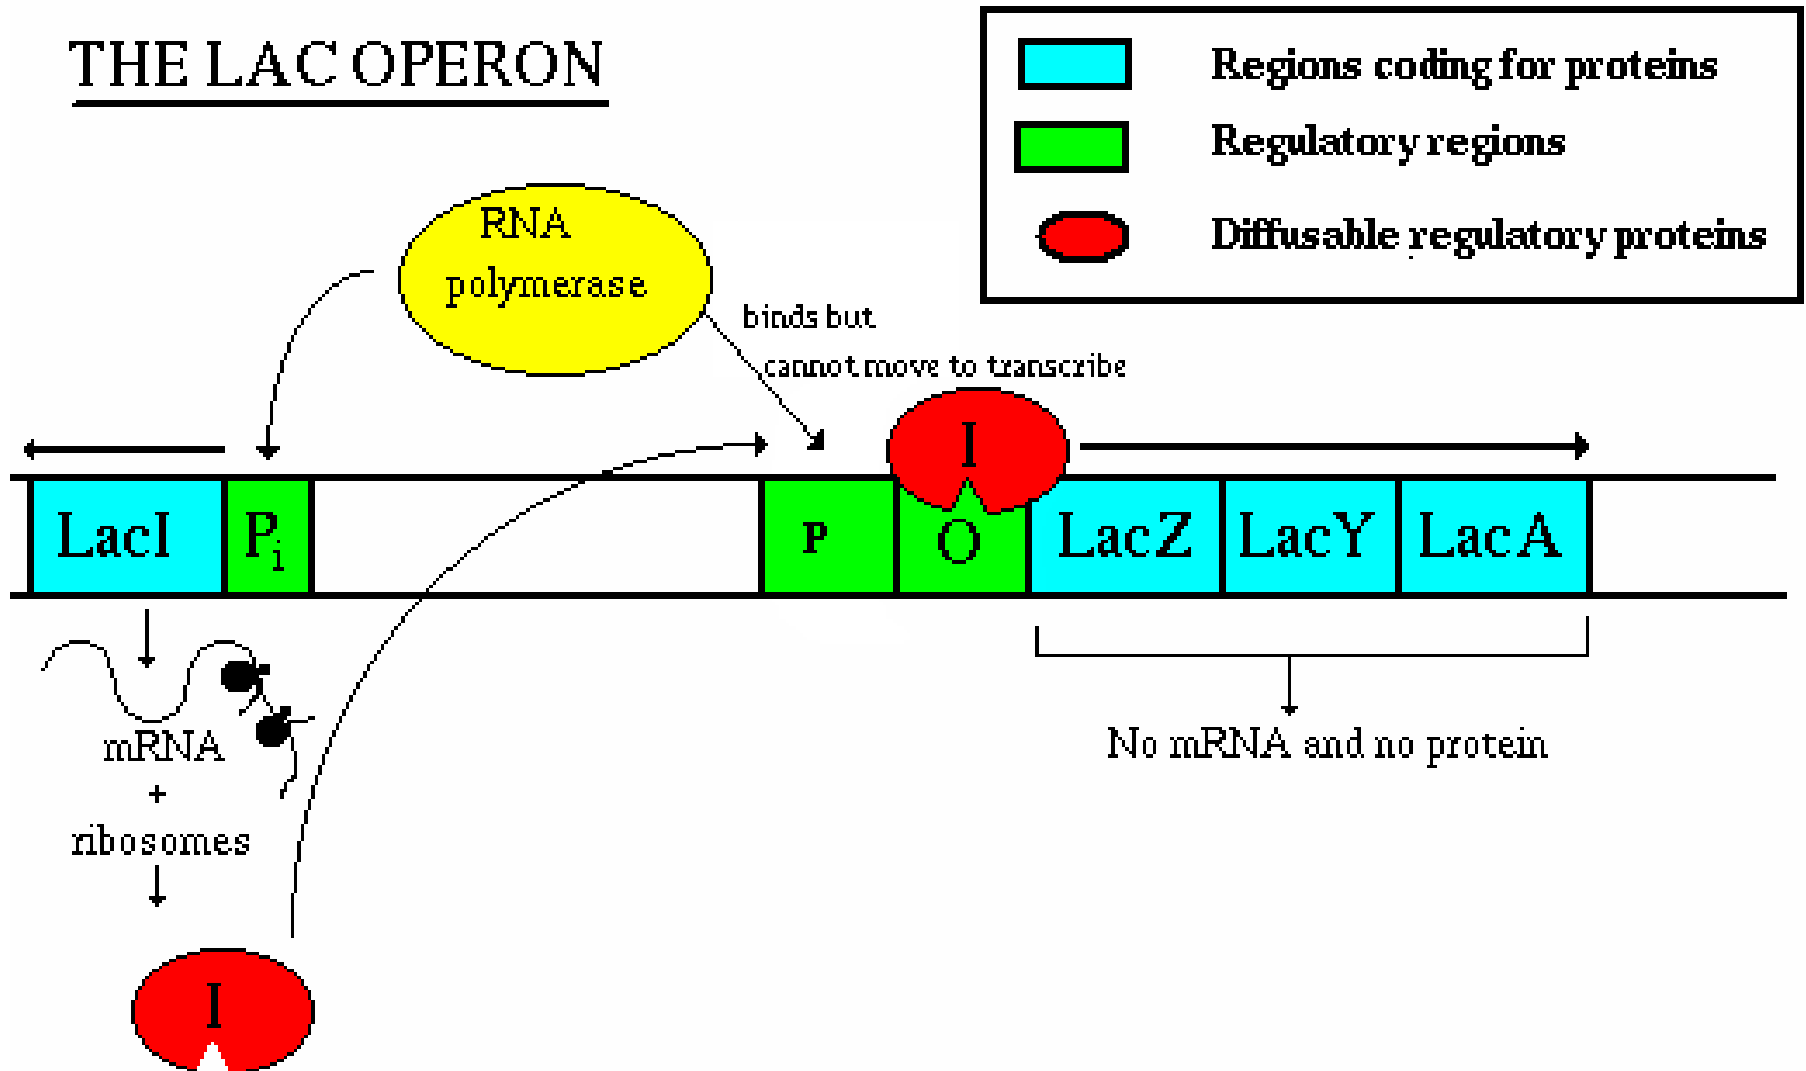 THE LAC OPERON
Regions coding for proteins
Regulatory regions
Diffusable regulatory proteins
RNA
polymerase
binds but
cannot move to transcribe
I
LacI
Pi
P
O
LacZ
LacY
LacA
mRNA
+
ribosomes
No mRNA and no protein
I